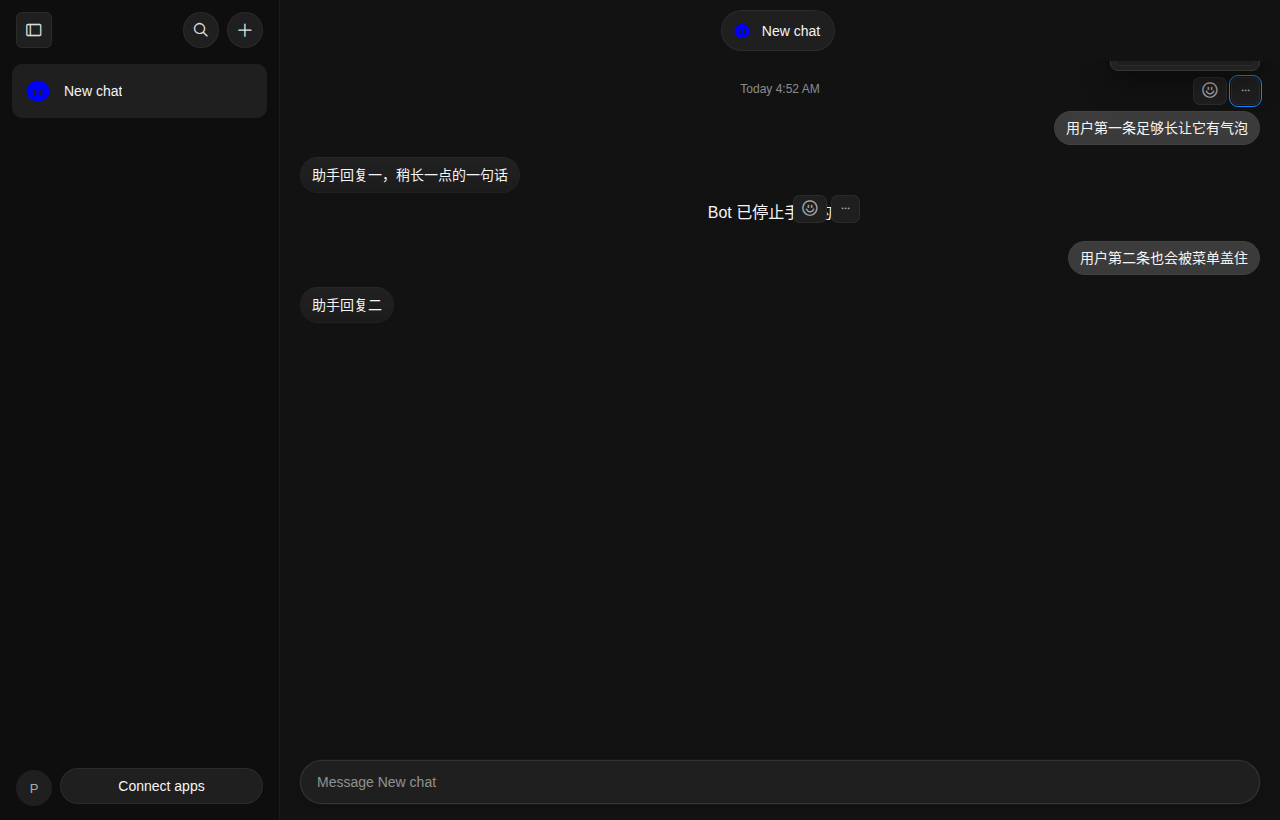 New chat
New chat
Today 4:52 AM
用户第一条足够长让它有气泡
助手回复一，稍长一点的一句话
Bot 已停止
用户第二条也会被菜单盖住
助手回复二
Message New chat
P
Connect apps